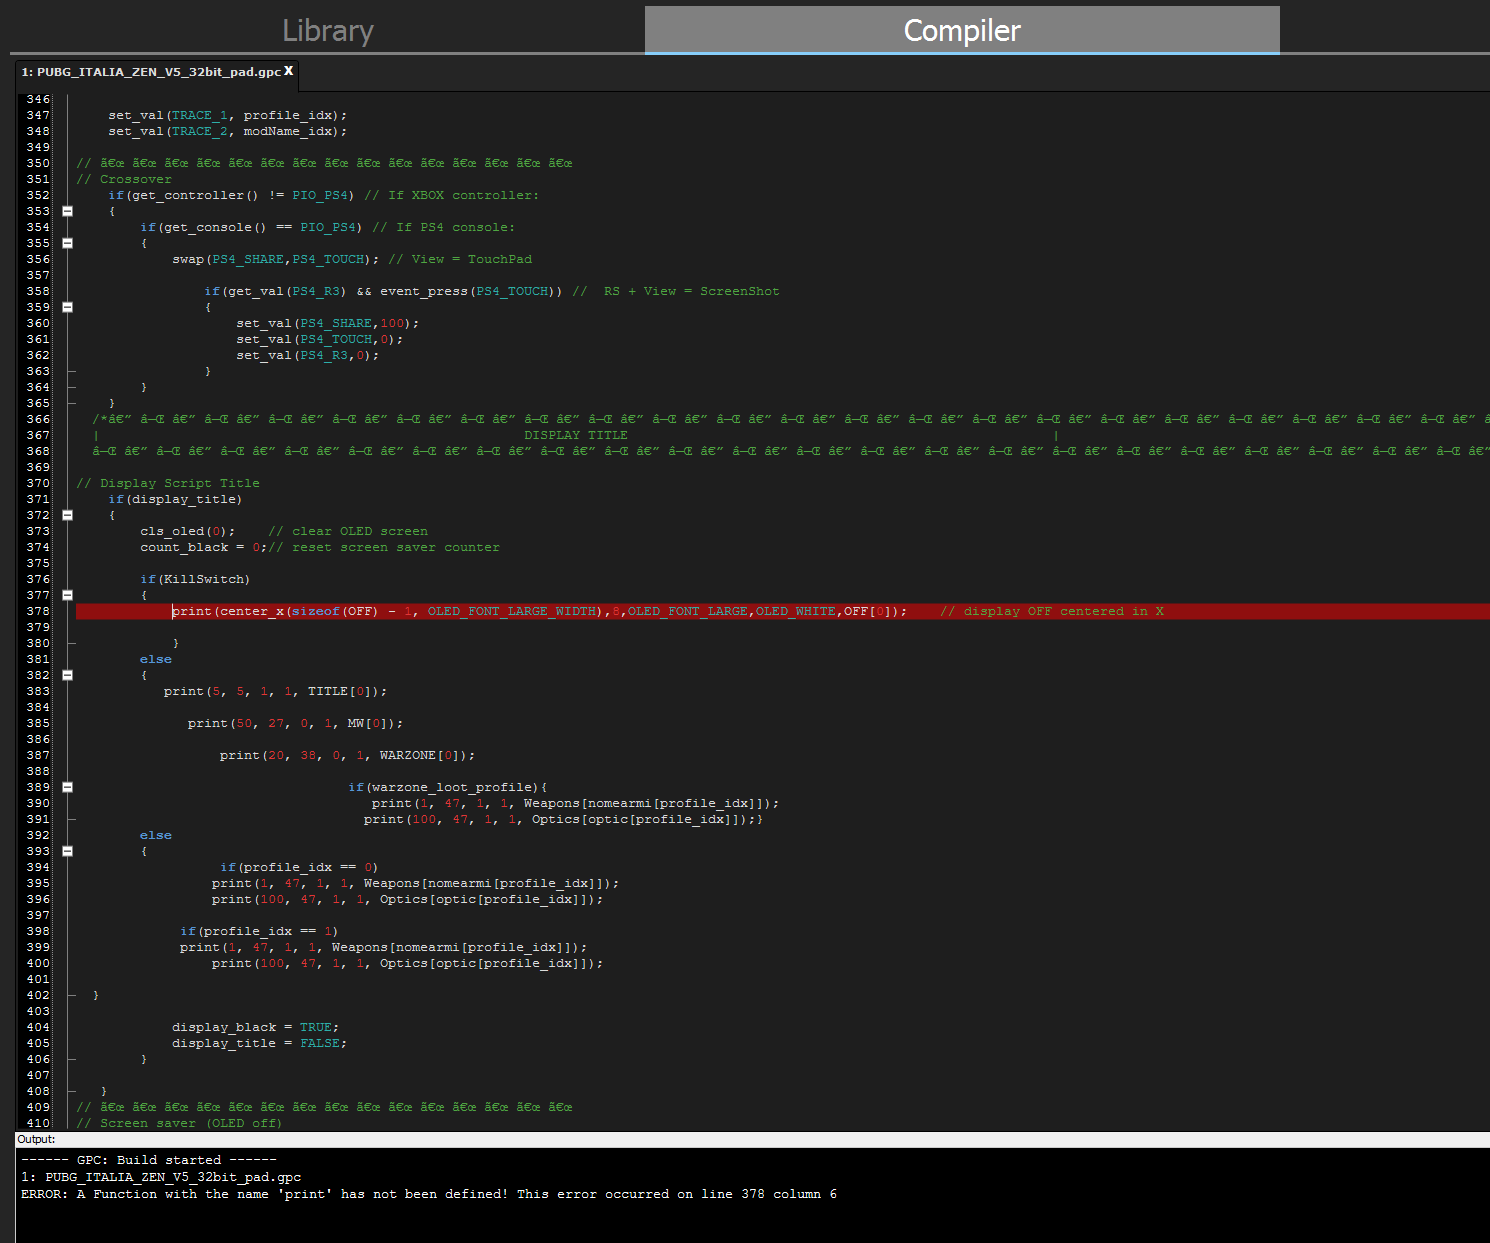 Library
Compiler
1: PUBG_ITALIA_ZEN_V5_32bit_pad.gpc X
346
347 set_val(TRACE_1, profile_idx);
348 set_val(TRACE_2, modName_idx);
349
350 // ã€œ ã€œ ã€œ ã€œ ã€œ ã€œ ã€œ ã€œ ã€œ ã€œ ã€œ ã€œ ã€œ ã€œ ã€œ
351 // Crossover
352 if(get_controller() != PIO_PS4) // If XBOX controller:
353 {
354 if(get_console() == PIO_PS4) // If PS4 console:
355 {
356 swap(PS4_SHARE,PS4_TOUCH); // View = TouchPad
357
358 if(get_val(PS4_R3) && event_press(PS4_TOUCH)) //  RS + View = ScreenShot
359 {
360 set_val(PS4_SHARE,100);
361 set_val(PS4_TOUCH,0);
362 set_val(PS4_R3,0);
363 }
364 }
365 }
366 /*â€” â—Œ â€” â—Œ â€” â—Œ â€” â—Œ â€” â—Œ â€” â—Œ â€” â—Œ â€” â—Œ â€” â—Œ â€” â—Œ â€” â—Œ â€” â—Œ â€” â—Œ â€” â—Œ â€” â—Œ â€” â—Œ â€” â—Œ â€” â—Œ â€” â—Œ â€” â—Œ â€” â—Œ â€”
367 | DISPLAY TITLE |
368 â—Œ â€” â—Œ â€” â—Œ â€” â—Œ â€” â—Œ â€” â—Œ â€” â—Œ â€” â—Œ â€” â—Œ â€” â—Œ â€” â—Œ â€” â—Œ â€” â—Œ â€” â—Œ â€” â—Œ â€” â—Œ â€” â—Œ â€” â—Œ â€” â—Œ â€” â—Œ â€” â—Œ â€” â—Œ â€”
369
370 // Display Script Title
371 if(display_title)
372 {
373 cls_oled(0);    // clear OLED screen
374 count_black = 0;// reset screen saver counter
375
376 if(KillSwitch)
377 {
378 print(center_x(sizeof(OFF) - 1, OLED_FONT_LARGE_WIDTH),8,OLED_FONT_LARGE,OLED_WHITE,OFF[0]);    // display OFF centered in X
379
380 }
381 else
382 {
383 print(5, 5, 1, 1, TITLE[0]);
384
385 print(50, 27, 0, 1, MW[0]);
386
387 print(20, 38, 0, 1, WARZONE[0]);
388
389 if(warzone_loot_profile){
390 print(1, 47, 1, 1, Weapons[nomearmi[profile_idx]]);
391 print(100, 47, 1, 1, Optics[optic[profile_idx]]);}
392 else
393 {
394 if(profile_idx == 0)
395 print(1, 47, 1, 1, Weapons[nomearmi[profile_idx]]);
396 print(100, 47, 1, 1, Optics[optic[profile_idx]]);
397
398 if(profile_idx == 1)
399 print(1, 47, 1, 1, Weapons[nomearmi[profile_idx]]);
400 print(100, 47, 1, 1, Optics[optic[profile_idx]]);
401
402 }
403
404 display_black = TRUE;
405 display_title = FALSE;
406 }
407
408 }
409 // ã€œ ã€œ ã€œ ã€œ ã€œ ã€œ ã€œ ã€œ ã€œ ã€œ ã€œ ã€œ ã€œ ã€œ ã€œ
410 // Screen saver (OLED off)
Output:
------ GPC: Build started ------
1: PUBG_ITALIA_ZEN_V5_32bit_pad.gpc
ERROR: A Function with the name 'print' has not been defined! This error occurred on line 378 column 6